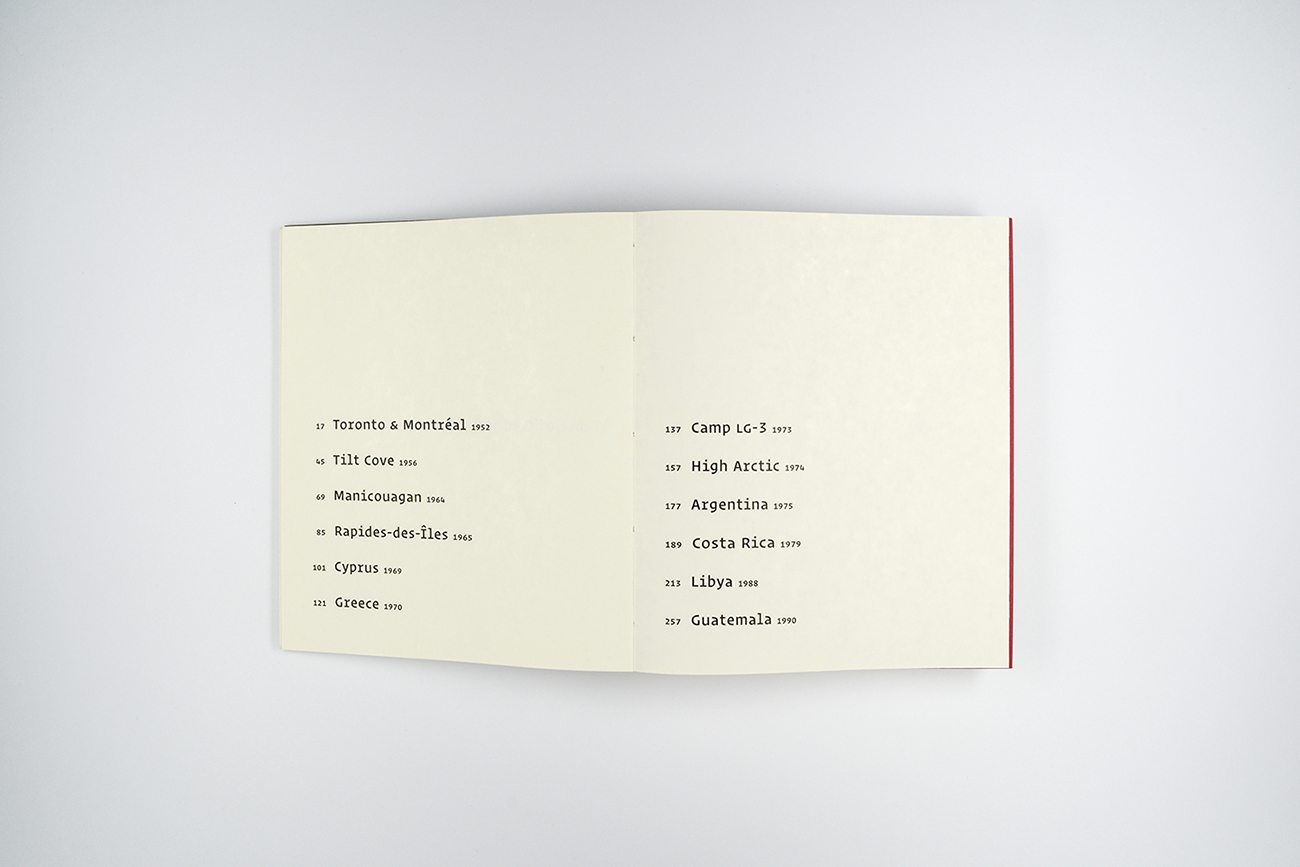 17 Toronto & Montréal 1952
45 Tilt Cove 1956
69 Manicouagan 1964
85 Rapides-des-Îles 1965
101 Cyprus 1969
121 Greece 1970
137 Camp LG-3 1973
157 High Arctic 1974
177 Argentina 1975
189 Costa Rica 1979
213 Libya 1988
257 Guatemala 1990